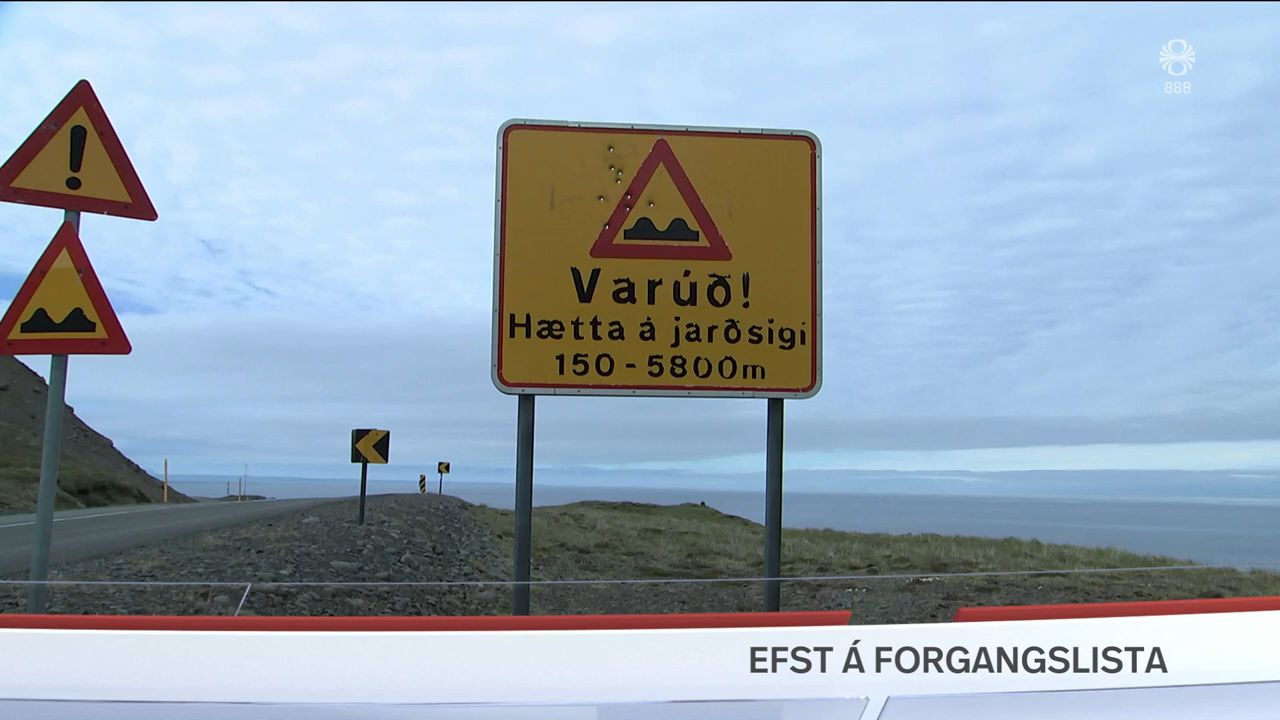 888
Varúð!
Hætta á jarðsigi
150 - 5800m
EFST Á FORGANGSLISTA